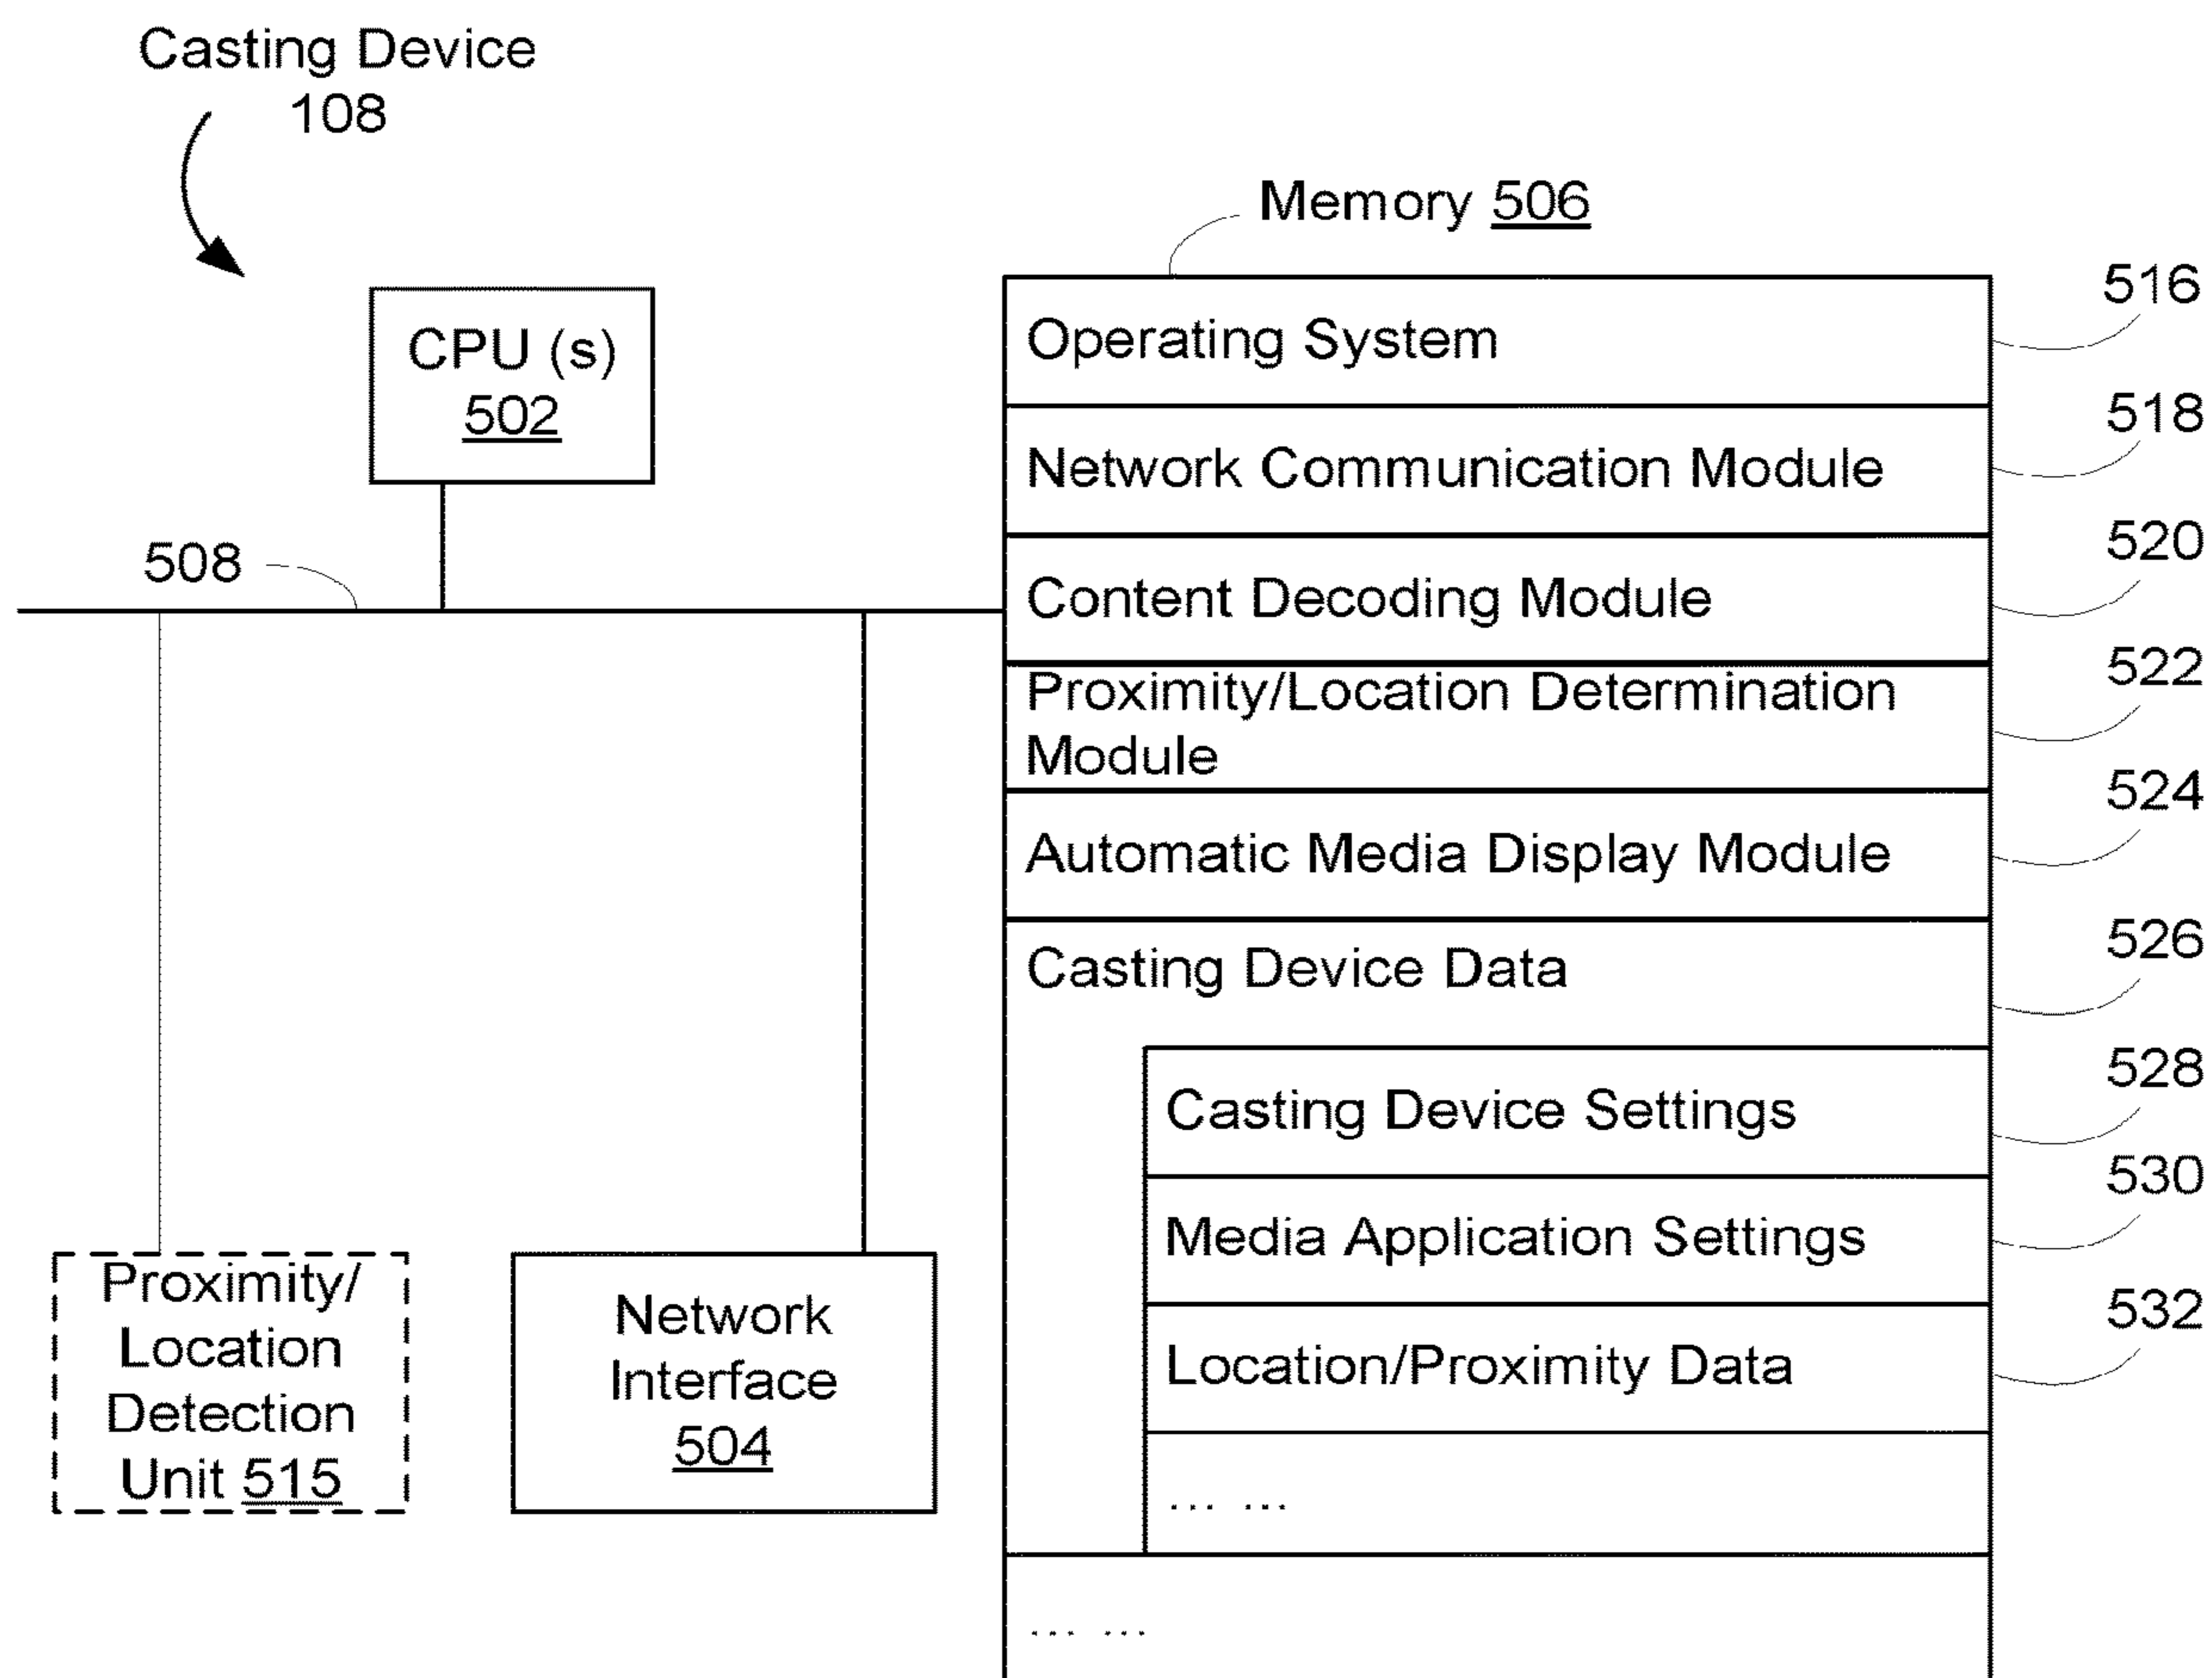 Casting Device
108
Memory 506
516
Operating System
CPU (s)
502
518
Network Communication Module
508
520
Content Decoding Module
522
Proximity/Location Determination
Module
524
Automatic Media Display Module
526
Casting Device Data
528
Casting Device Settings
530
Media Application Settings
532
Location/Proximity Data
... ...
Proximity/
Location
Detection
Unit 515
Network
Interface
504
... ...